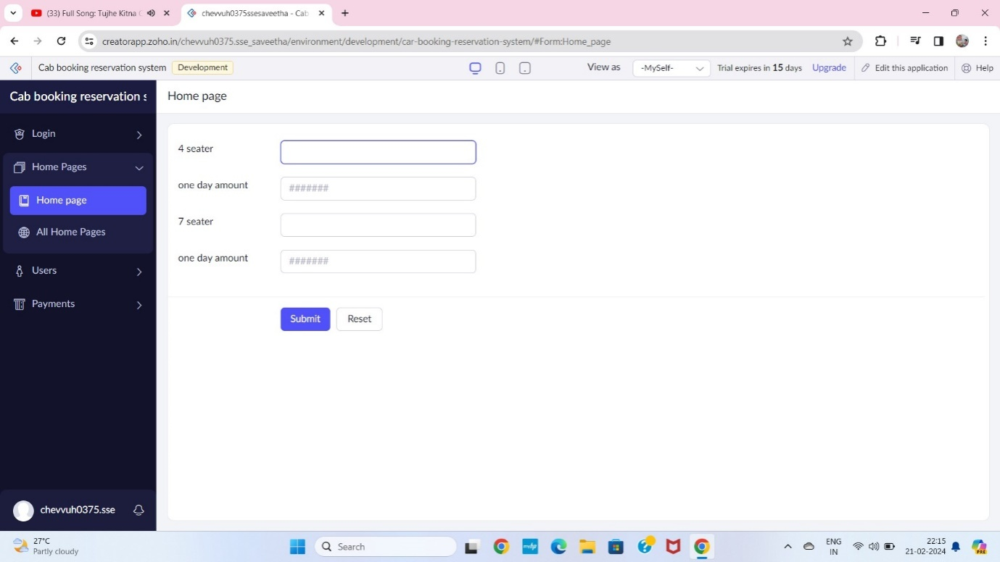 (33) Full Song: Tujhe Kitna C
chevvuh0375ssesaveetha - Cab
creatorapp.zoho.in/chevvuh0375.sse_saveetha/environment/development/car-booking-reservation-system/#Form:Home_page
Cab booking reservation system Development View as -MySelf- Trial expires in 15 days Upgrade Edit this application Help
Cab booking reservation s
Home page
Login
Home Pages
Home page
All Home Pages
Users
Payments
4 seater
one day amount #######
7 seater
one day amount #######
Submit Reset
chevvuh0375.sse
27°C
Partly cloudy
Search
ENG
IN
22:15
21-02-2024
PRE